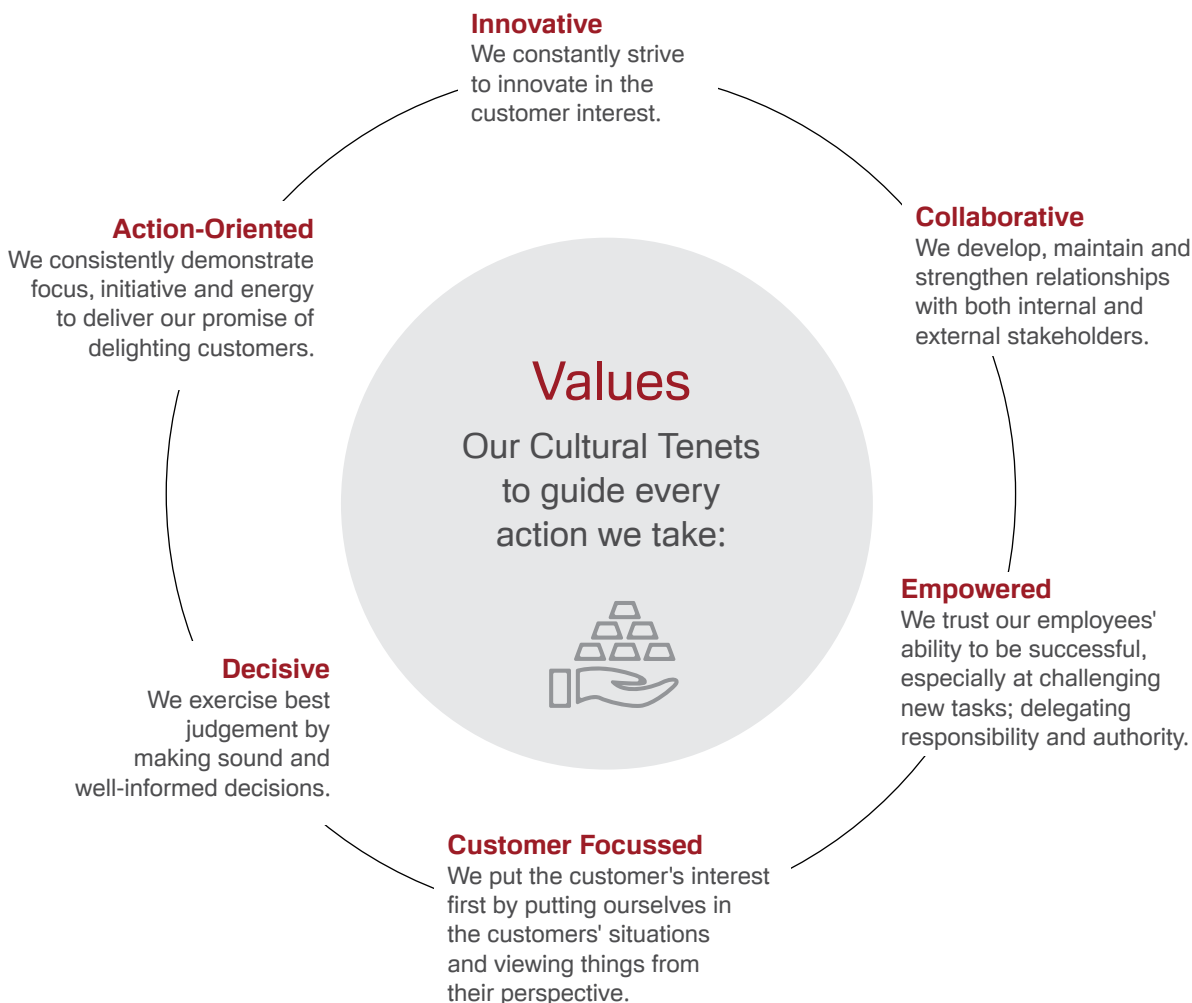 Innovative
We constantly strive
to innovate in the
customer interest.
Collaborative
We develop, maintain and
strengthen relationships
with both internal and
external stakeholders.
Empowered
We trust our employees'
ability to be successful,
especially at challenging
new tasks; delegating
responsibility and authority.
Customer Focussed
We put the customer's interest
first by putting ourselves in
the customers' situations
and viewing things from
their perspective.
Decisive
We exercise best
judgement by
making sound and
well-informed decisions.
Action-Oriented
We consistently demonstrate
focus, initiative and energy
to deliver our promise of
delighting customers.
Values
Our Cultural Tenets
to guide every
action we take: